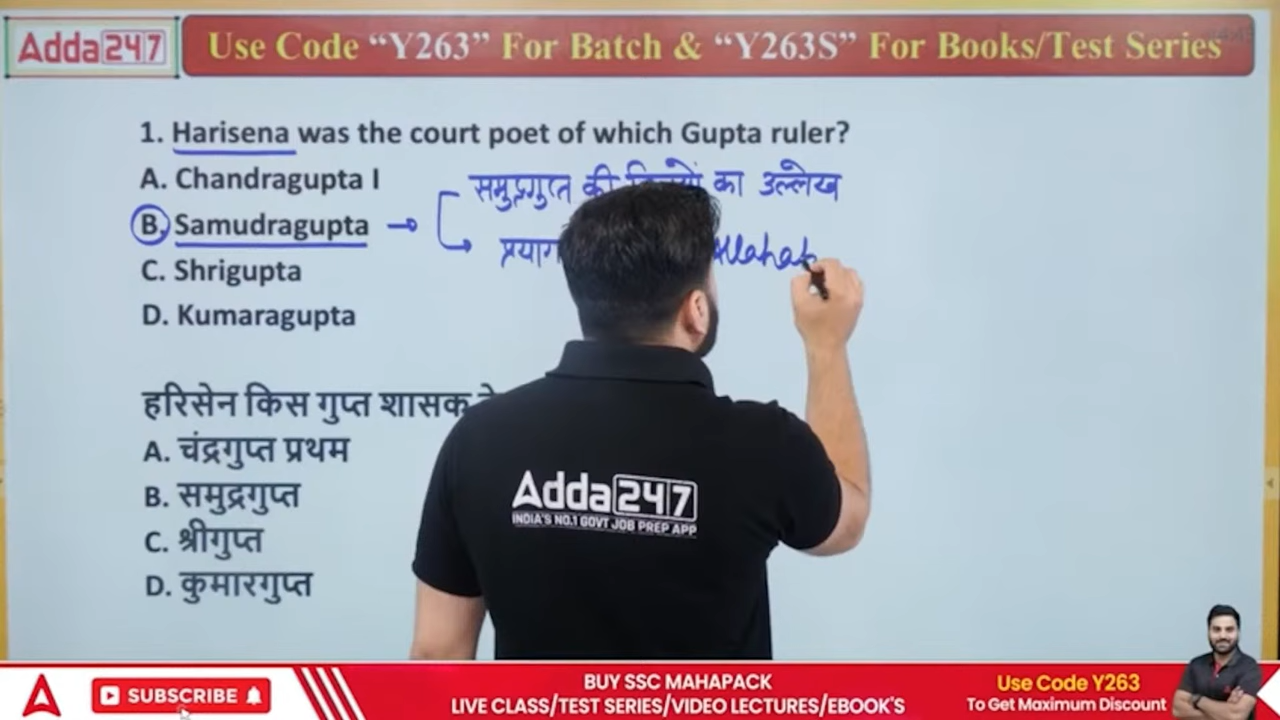 Adda247
Use Code “Y263” For Batch & “Y263S” For Books/Test Series
1. Harisena was the court poet of which Gupta ruler?
A. Chandragupta I
B. Samudragupta
C. Shrigupta
D. Kumaragupta
समुद्रगुप्त की का उल्लेख
हरिसेन किस गुप्त शासक
A. चंद्रगुप्त प्रथम
B. समुद्रगुप्त
C. श्रीगुप्त
D. कुमारगुप्त
Adda247
INDIA'S NO.1 GOVT JOB PREP APP
SUBSCRIBE
BUY SSC MAHAPACK
LIVE CLASS/TEST SERIES/VIDEO LECTURES/EBOOK'S
Use Code Y263
To Get Maximum Discount